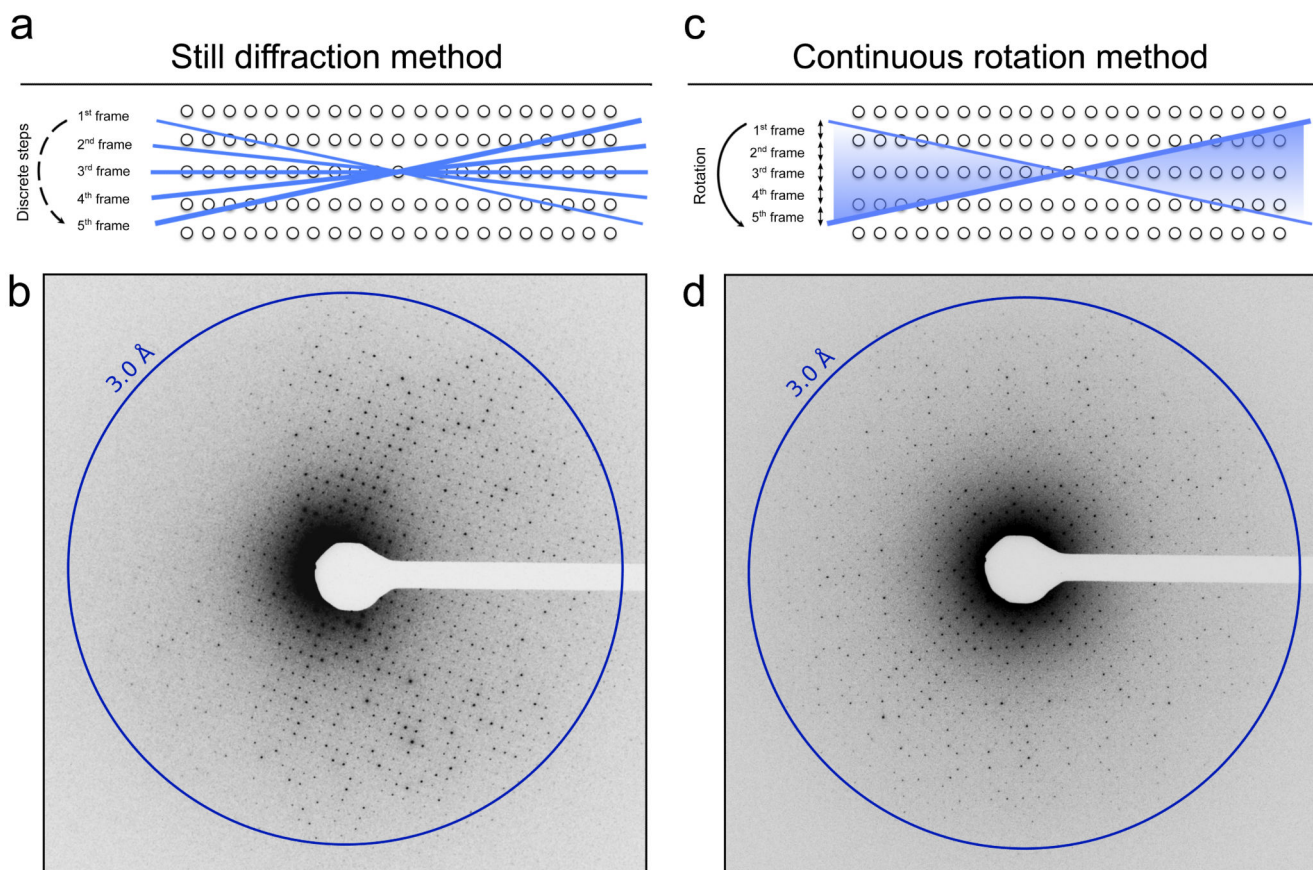 a
Still diffraction method
Discrete steps
1st frame
2nd frame
3rd frame
4th frame
5th frame
c
Continuous rotation method
Rotation
1st frame
2nd frame
3rd frame
4th frame
5th frame
b
3.0 Å
d
3.0 Å